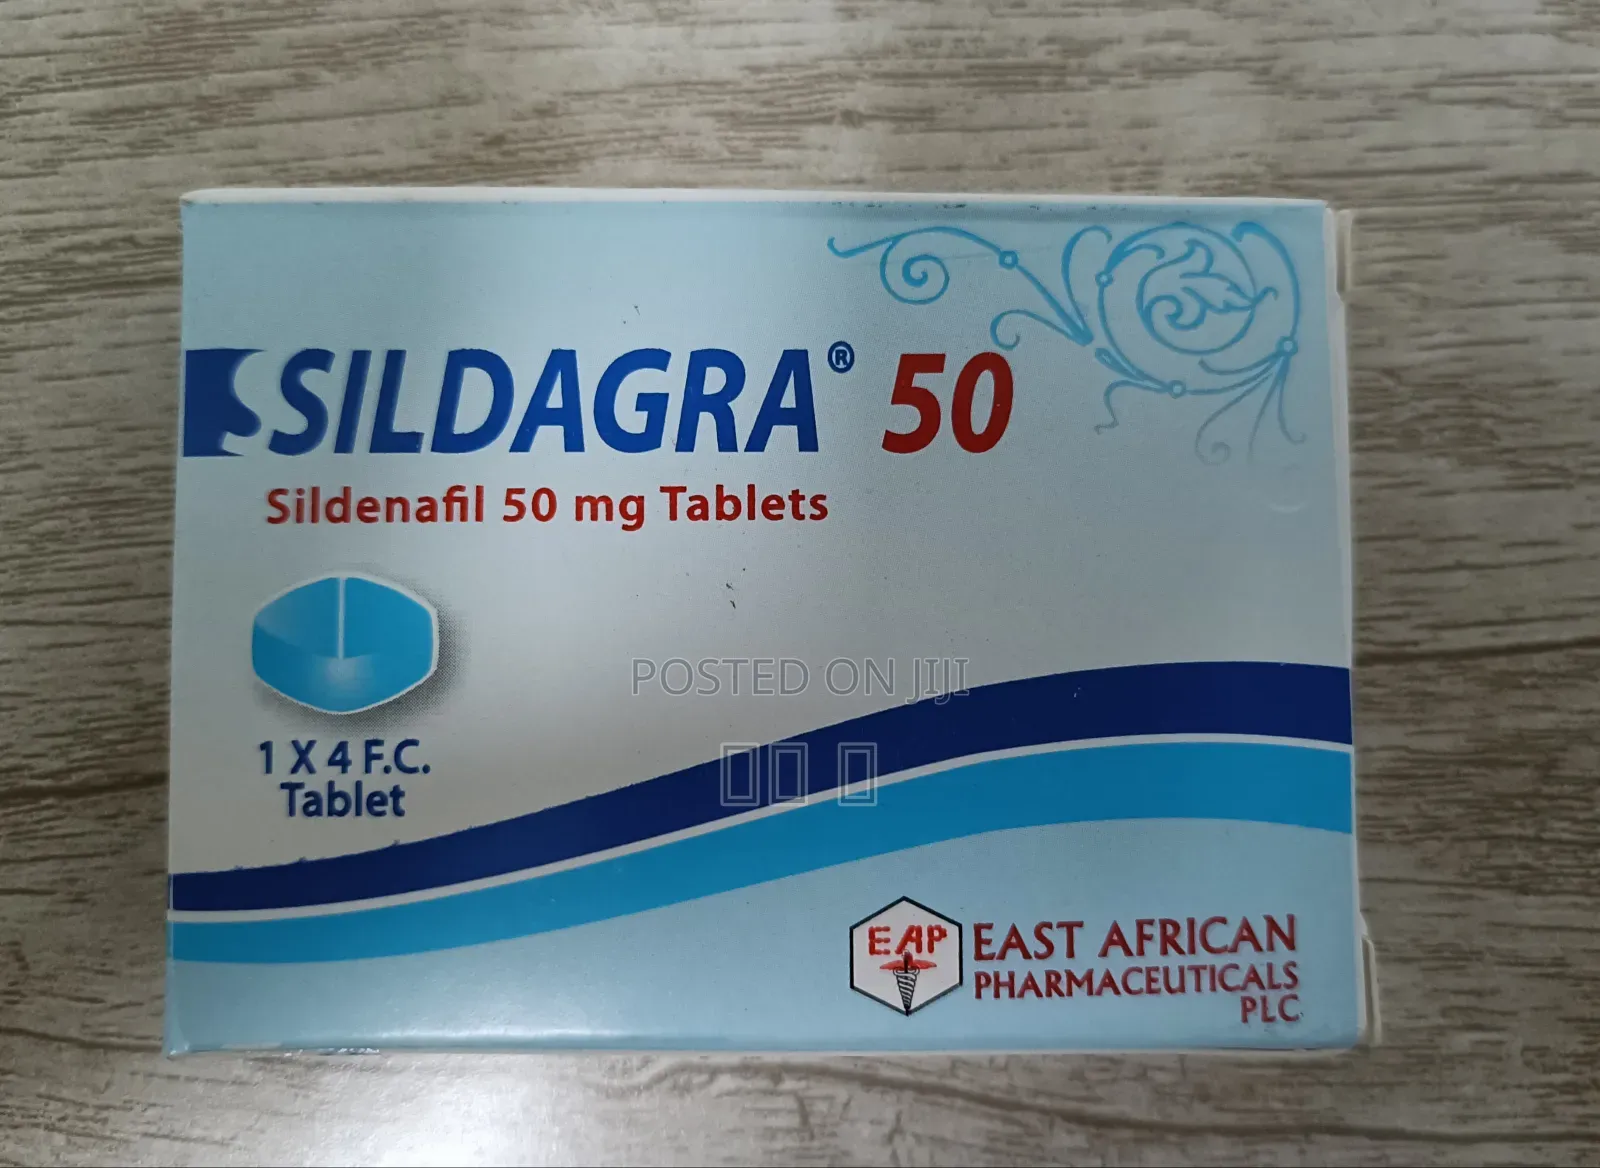 SILDAGRA® 50
Sildenafil 50 mg Tablets
1 X 4 F.C.
Tablet
POSTED ON JIJI
EAP
EAST AFRICAN
PHARMACEUTICALS
PLC